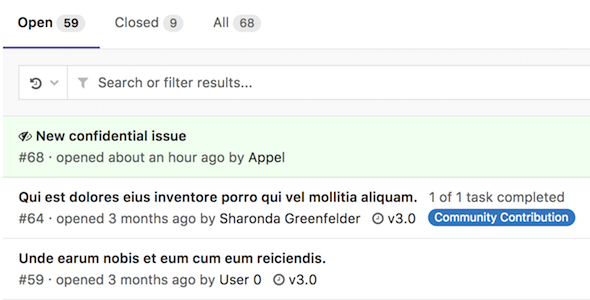 Open 59 Closed 9 All 68
Search or filter results...
New confidential issue
#68 · opened about an hour ago by Appel
Qui est dolores eius inventore porro qui vel mollitia aliquam. 1 of 1 task completed
#64 · opened 3 months ago by Sharonda Greenfelder v3.0 Community Contribution
Unde earum nobis et eum cum eum reiciendis.
#59 · opened 3 months ago by User 0 v3.0